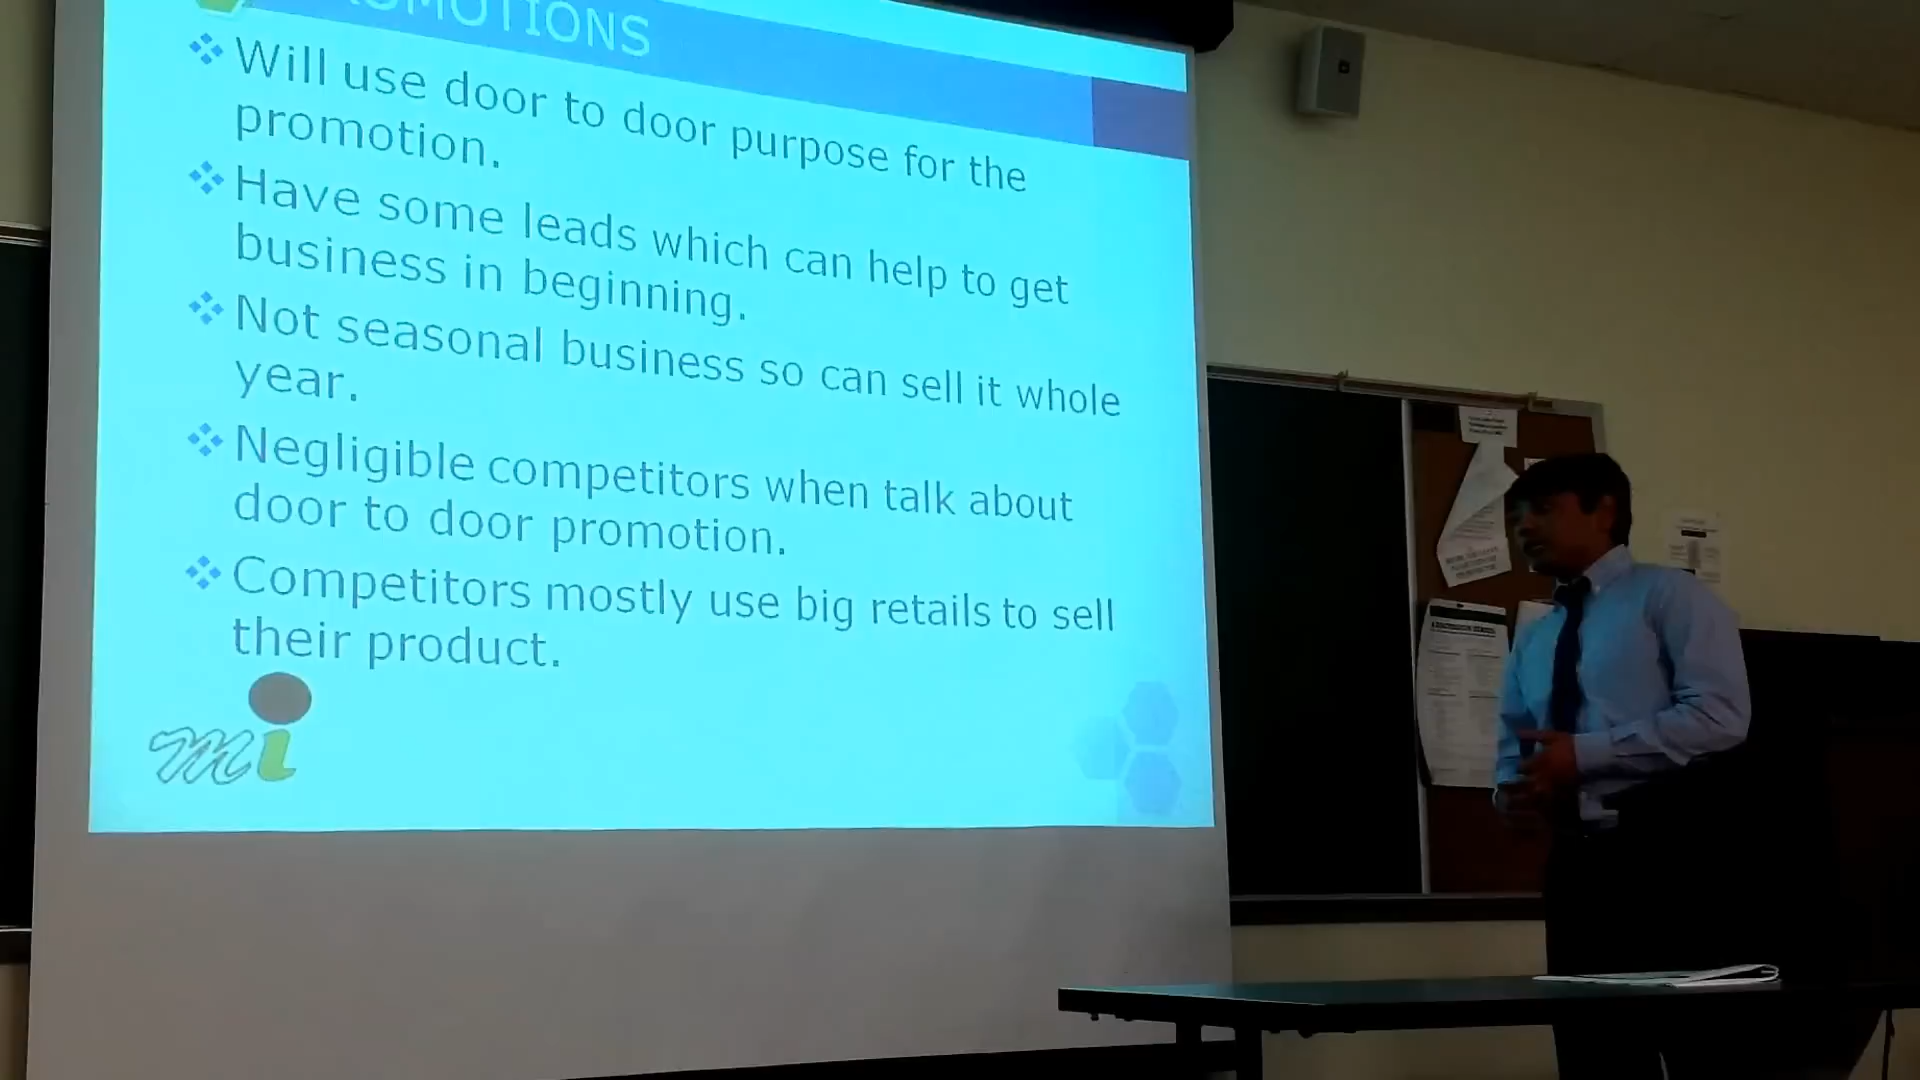 PROMOTIONS
Will use door to door purpose for the
promotion.
Have some leads which can help to get
business in beginning.
Not seasonal business so can sell it whole
year.
Negligible competitors when talk about
door to door promotion.
Competitors mostly use big retails to sell
their product.
mi